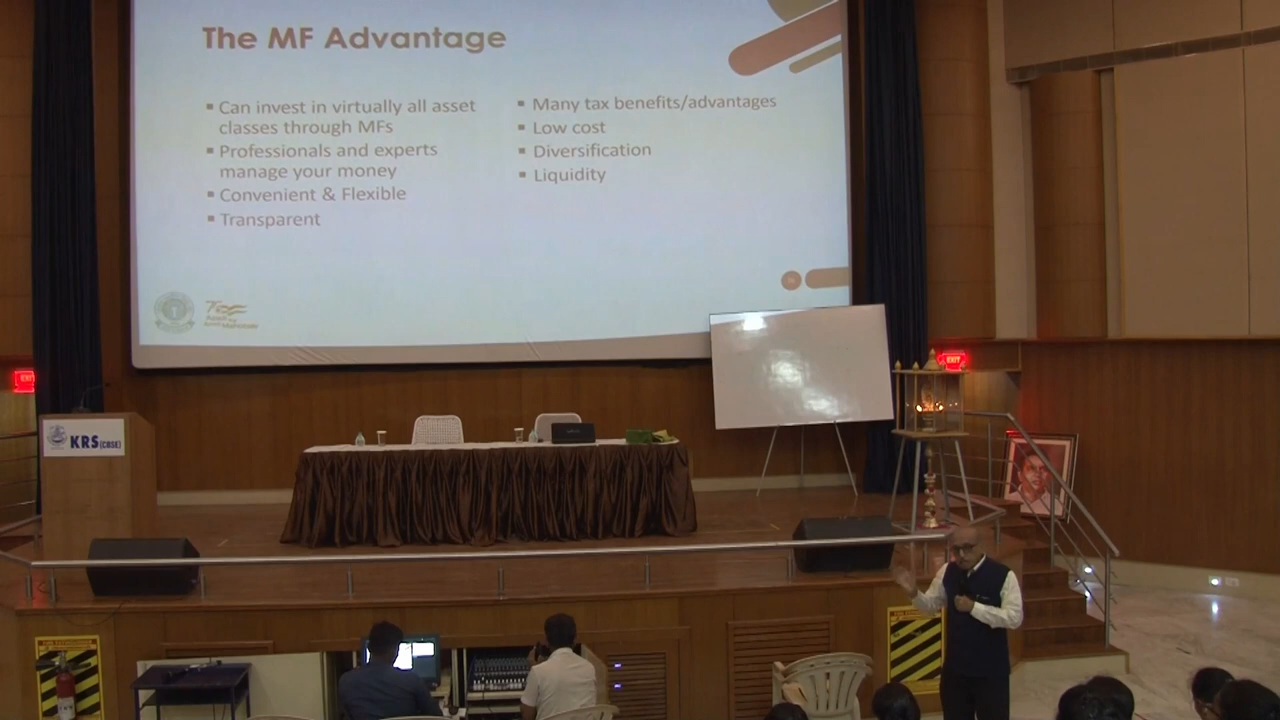 The MF Advantage
▪ Can invest in virtually all asset
classes through MFs
▪ Professionals and experts
manage your money
▪ Convenient & Flexible
▪ Transparent
▪ Many tax benefits/advantages
▪ Low cost
▪ Diversification
▪ Liquidity
EXIT
EXIT
KRS (CBSE)